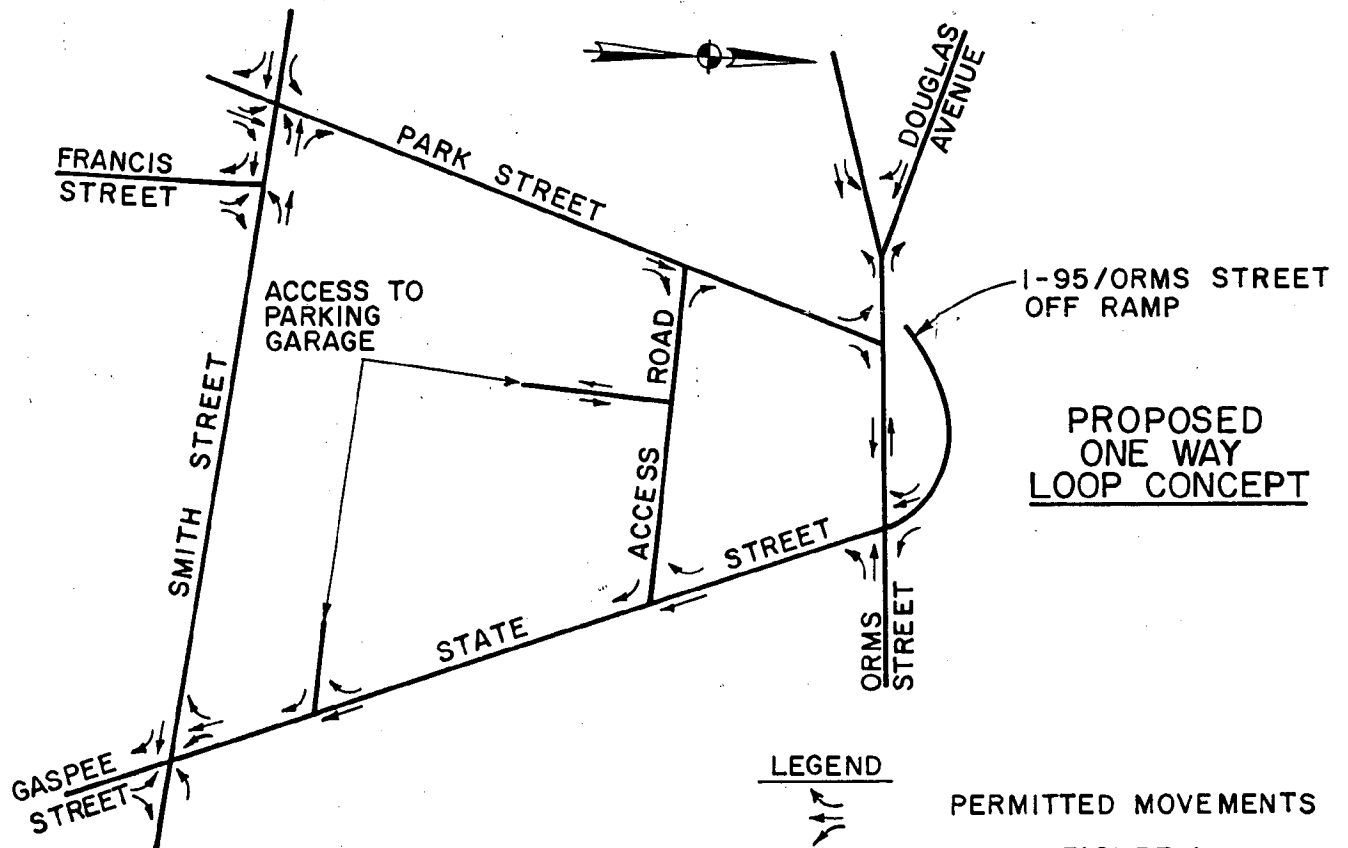 DOUGLAS
AVENUE
PARK STREET
FRANCIS
STREET
I-95/ORMS STREET
OFF RAMP
ACCESS TO
PARKING
GARAGE
ACCESS ROAD
SMITH STREET
PROPOSED
ONE WAY
LOOP CONCEPT
STATE STREET
ORMS
STREET
GASPEE
STREET
LEGEND
PERMITTED MOVEMENTS